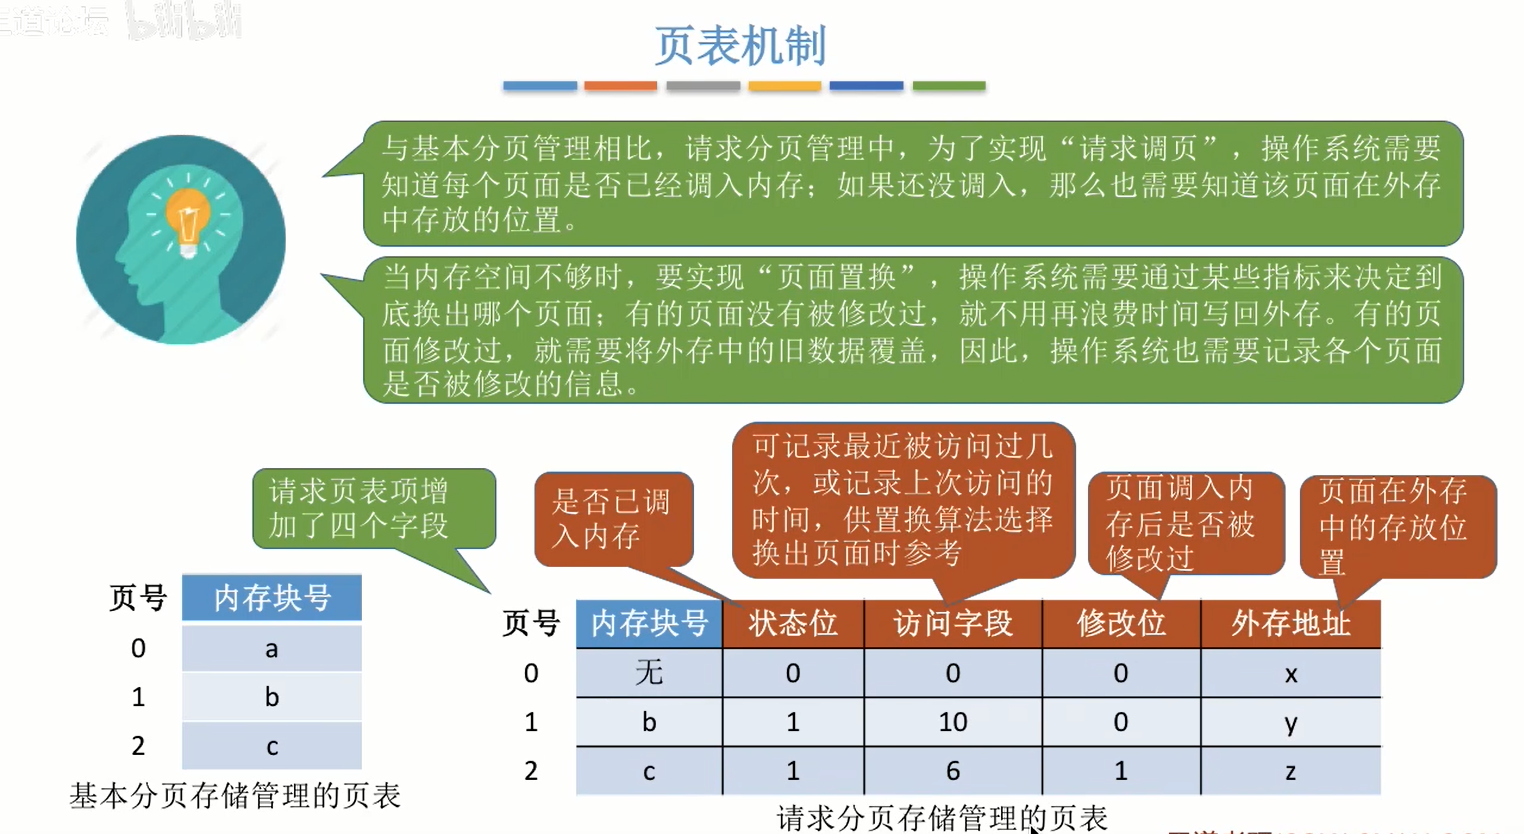 bilibili
页表机制
与基本分页管理相比，请求分页管理中，为了实现“请求调页”，操作系统需要
知道每个页面是否已经调入内存；如果还没调入，那么也需要知道该页面在外存
中存放的位置。
当内存空间不够时，要实现“页面置换”，操作系统需要通过某些指标来决定到
底换出哪个页面；有的页面没有被修改过，就不用再浪费时间写回外存。有的页
面修改过，就需要将外存中的旧数据覆盖，因此，操作系统也需要记录各个页面
是否被修改的信息。
请求页表项增
加了四个字段
是否已调
入内存
可记录最近被访问过几
次，或记录上次访问的
时间，供置换算法选择
换出页面时参考
页面调入内
存后是否被
修改过
页面在外存
中的存放位
置
页号 内存块号
0 a
1 b
2 c
基本分页存储管理的页表
页号 内存块号 状态位 访问字段 修改位 外存地址
0 无 0 0 0 x
1 b 1 10 0 y
2 c 1 6 1 z
请求分页存储管理的页表